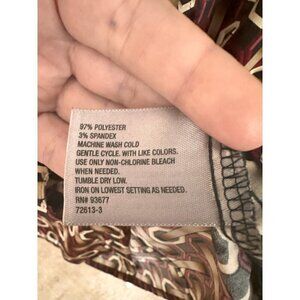 97% POLYESTER
3% SPANDEX
MACHINE WASH COLD
GENTLE CYCLE. WITH LIKE COLORS.
USE ONLY NON-CHLORINE BLEACH
WHEN NEEDED.
TUMBLE DRY LOW.
IRON ON LOWEST SETTING AS NEEDED.
RN# 93677
72613-3